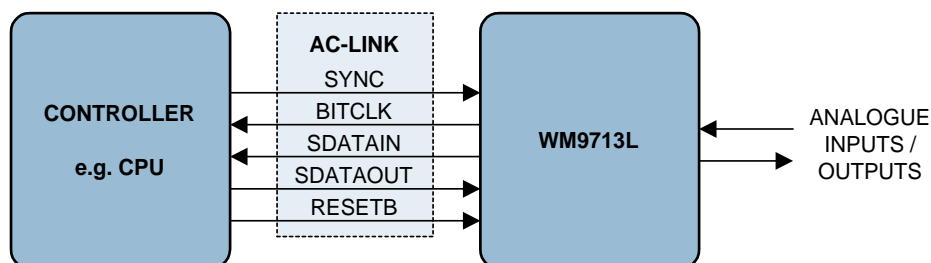 CONTROLLER
e.g. CPU
AC-LINK
SYNC
BITCLK
SDATAIN
SDATAOUT
RESETB
WM9713L
ANALOGUE
INPUTS /
OUTPUTS